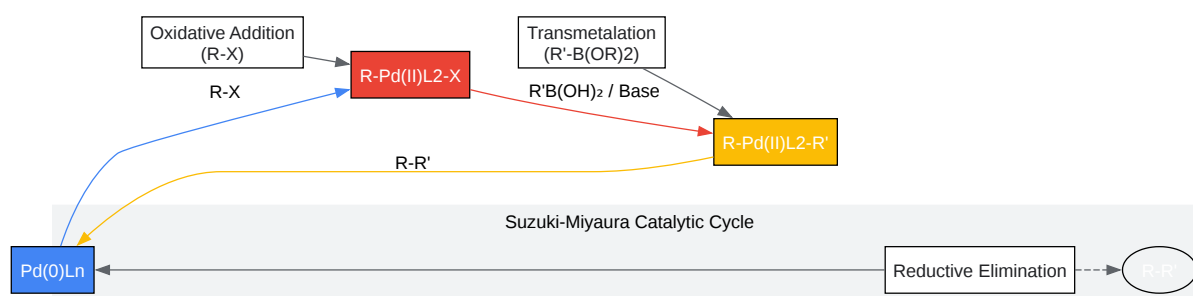 Oxidative Addition
(R-X)
Transmetalation
(R'-B(OR)2)
R-Pd(II)L2-X
R-X
R'B(OH)₂ / Base
R-Pd(II)L2-R'
R-R'
Suzuki-Miyaura Catalytic Cycle
Pd(0)Ln
Reductive Elimination
R-R'